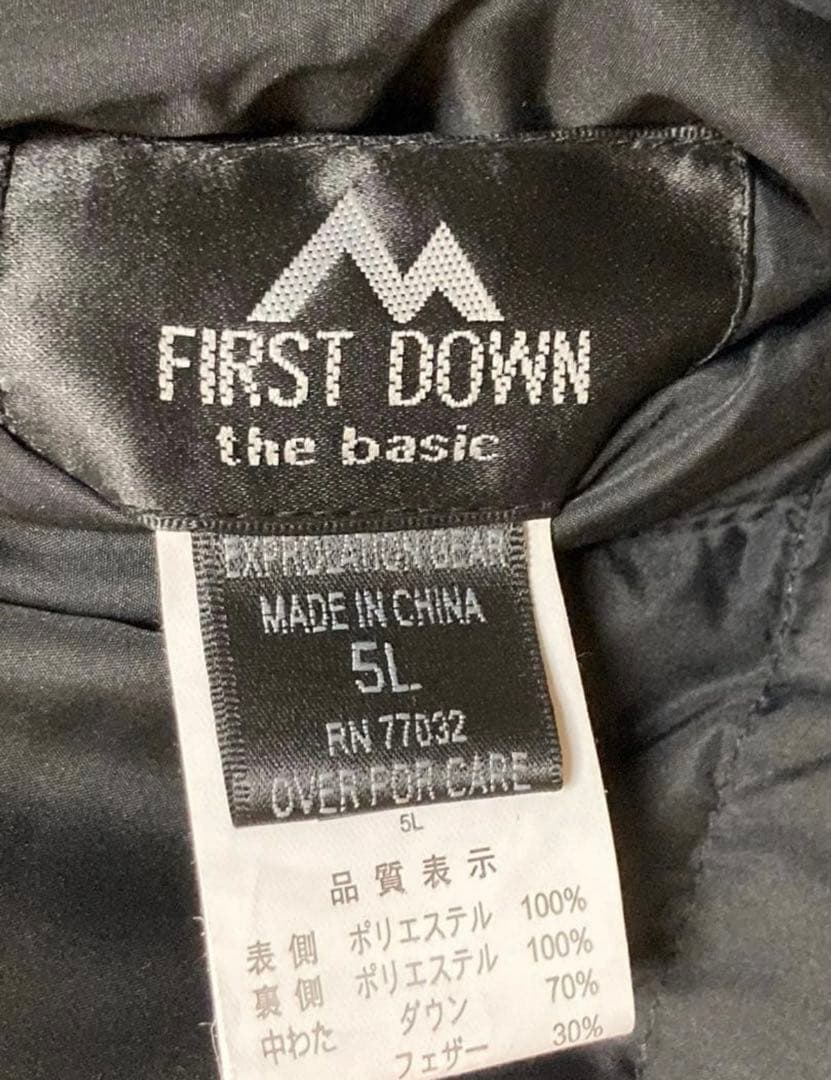 FIRST DOWN
the basic
EXPROLATION GEAR
MADE IN CHINA
5L
RN 77032
OVER FOR CARE
5L
品質表示
表側 ポリエステル 100%
裏側 ポリエステル 100%
中わた ダウン 70%
フェザー 30%